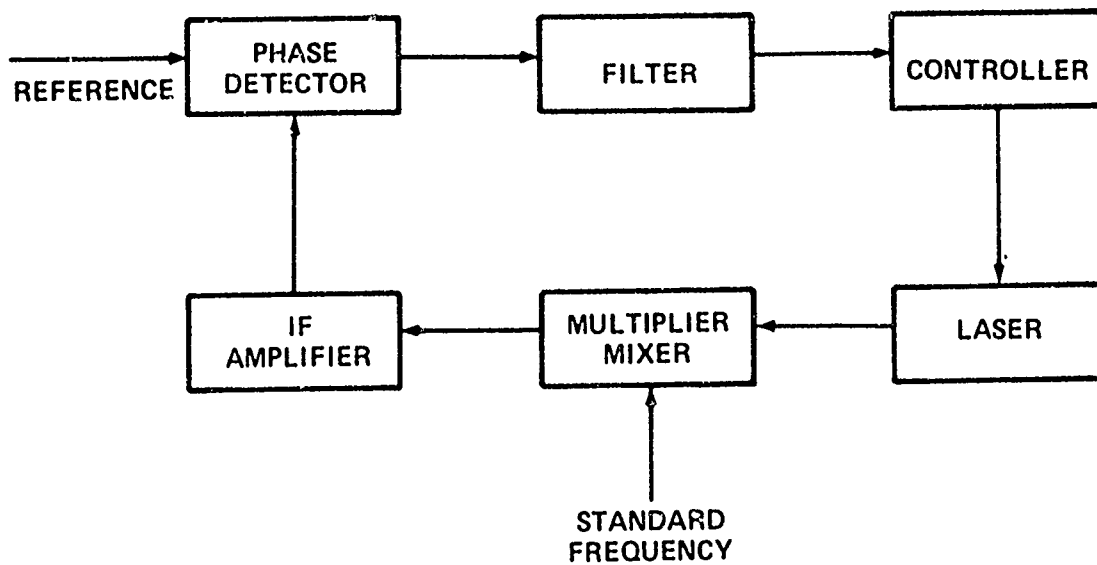 PHASE
DETECTOR
REFERENCE
FILTER
CONTROLLER
IF
AMPLIFIER
MULTIPLIER
MIXER
LASER
STANDARD
FREQUENCY